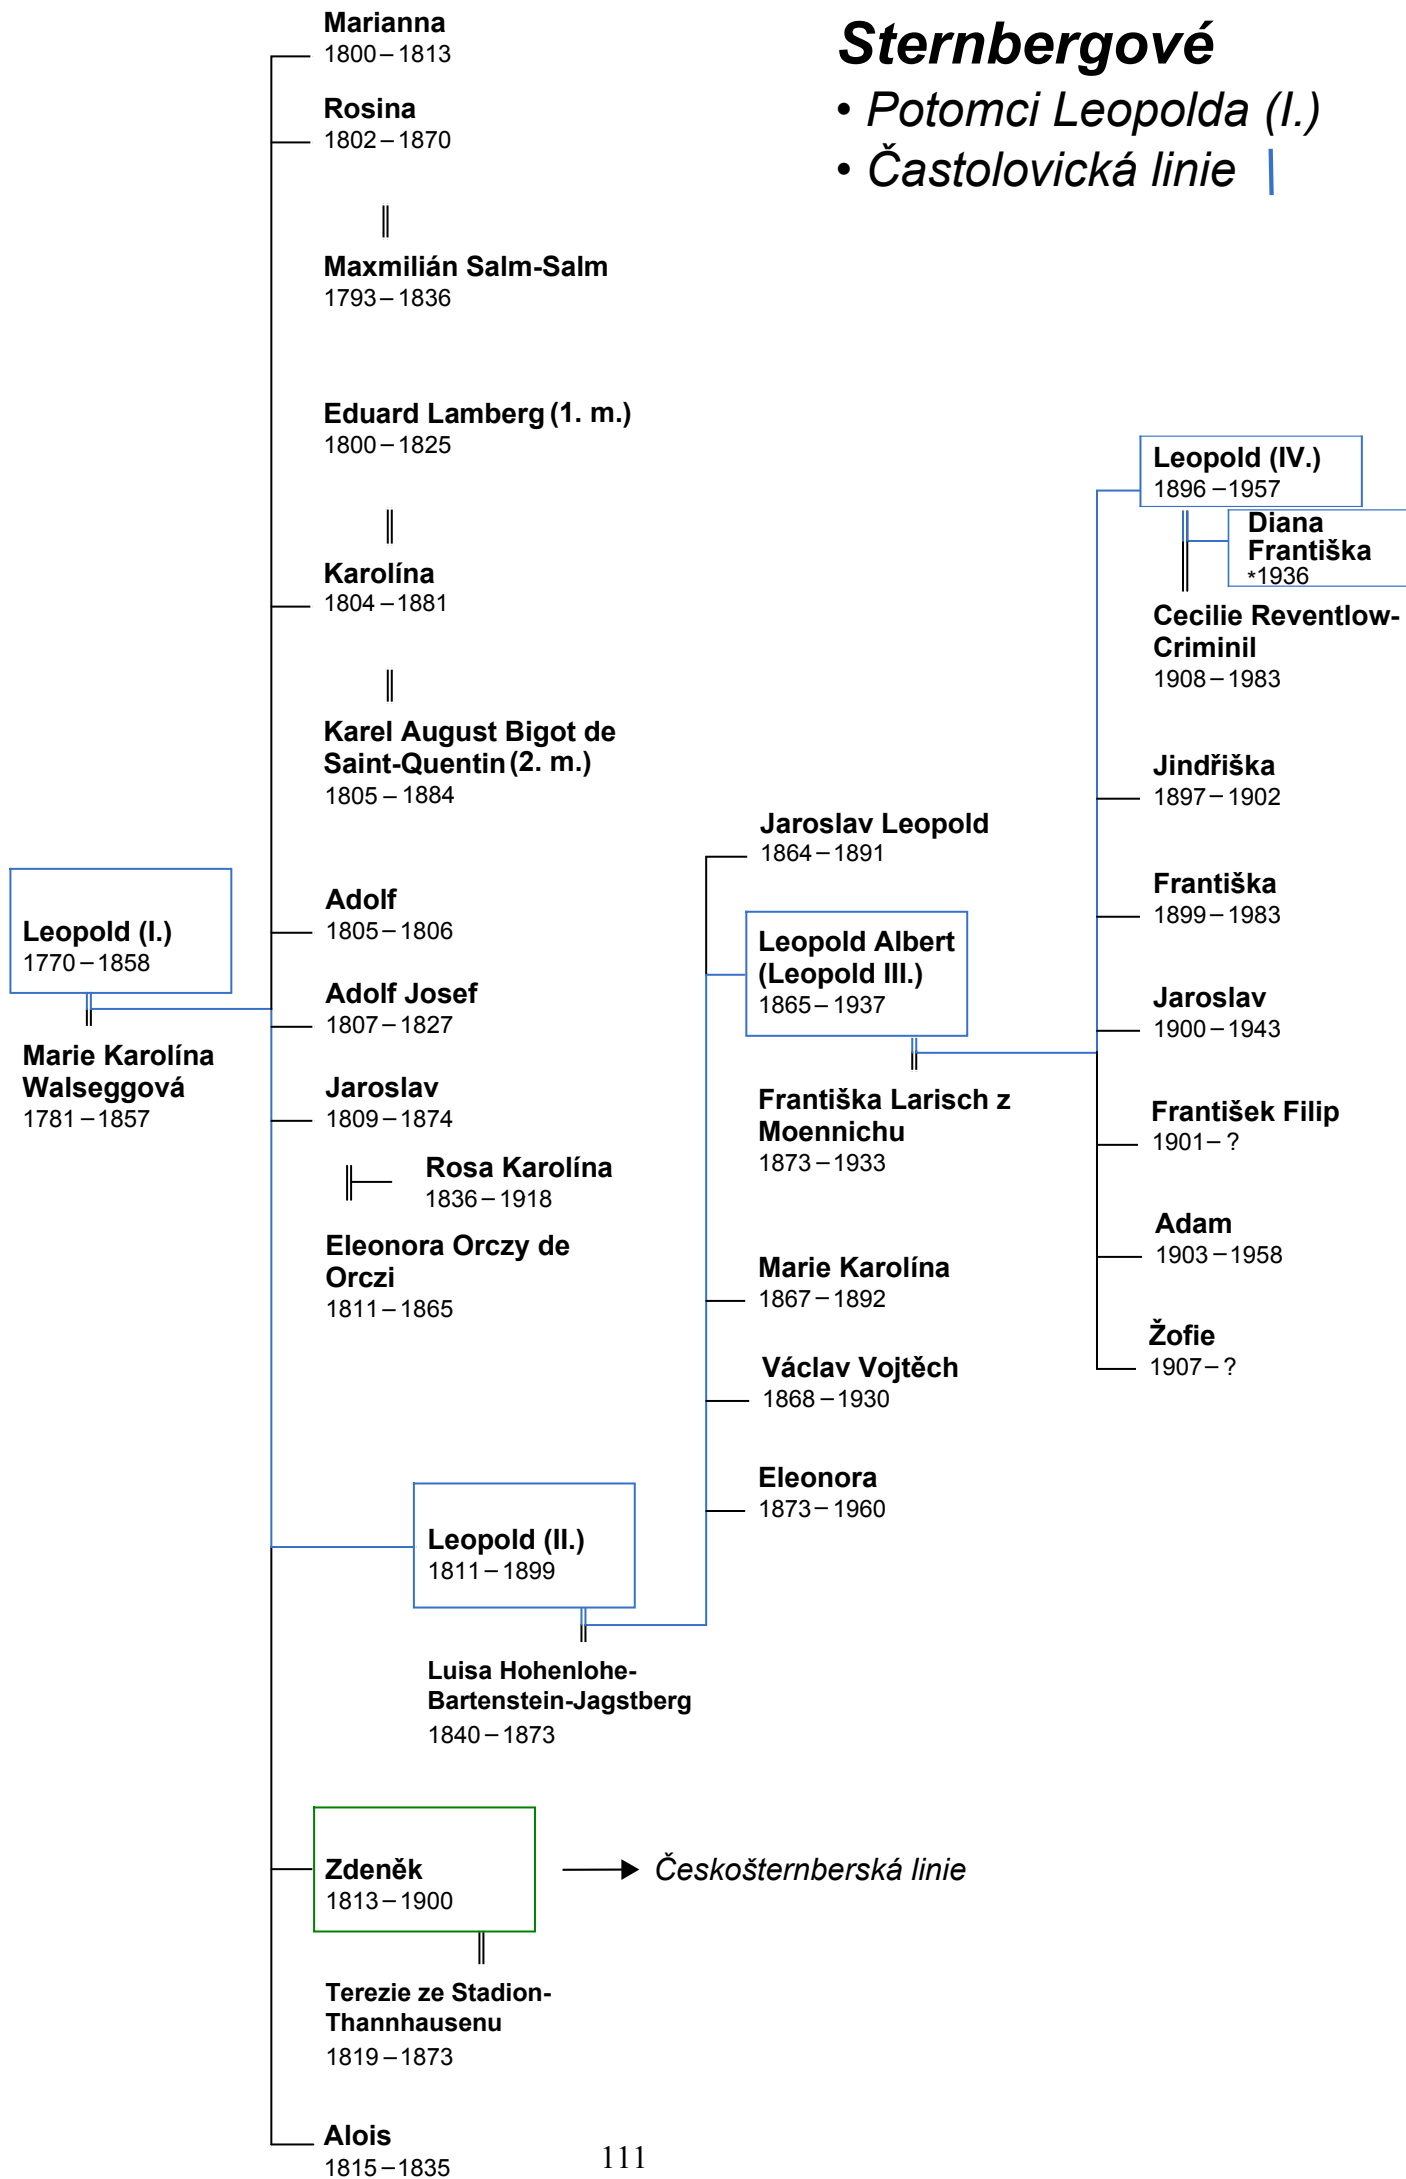 Sternbergové
• Potomci Leopolda (I.)
• Častolovická linie
Marianna
1800–1813
Rosina
1802–1870
Maxmilián Salm-Salm
1793–1836
Eduard Lamberg (1. m.)
1800–1825
Karolína
1804–1881
Karel August Bigot de
Saint-Quentin (2. m.)
1805–1884
Adolf
1805–1806
Leopold (I.)
1770–1858
Adolf Josef
1807–1827
Marie Karolína
Walseggová
1781–1857
Jaroslav
1809–1874
Rosa Karolína
1836–1918
Eleonora Orczy de
Orczi
1811–1865
Leopold (II.)
1811–1899
Luisa Hohenlohe-
Bartenstein-Jagstberg
1840–1873
Zdeněk
1813–1900
Českošternberská linie
Terezie ze Stadion-
Thannhausenu
1819–1873
Alois
1815–1835
Jaroslav Leopold
1864–1891
Leopold Albert
(Leopold III.)
1865–1937
Františka Larisch z
Moennichu
1873–1933
Marie Karolína
1867–1892
Václav Vojtěch
1868–1930
Eleonora
1873–1960
Leopold (IV.)
1896–1957
Diana
Františka
*1936
Cecilie Reventlow-
Criminil
1908–1983
Jindřiška
1897–1902
Františka
1899–1983
Jaroslav
1900–1943
František Filip
1901–?
Adam
1903–1958
Žofie
1907–?
111